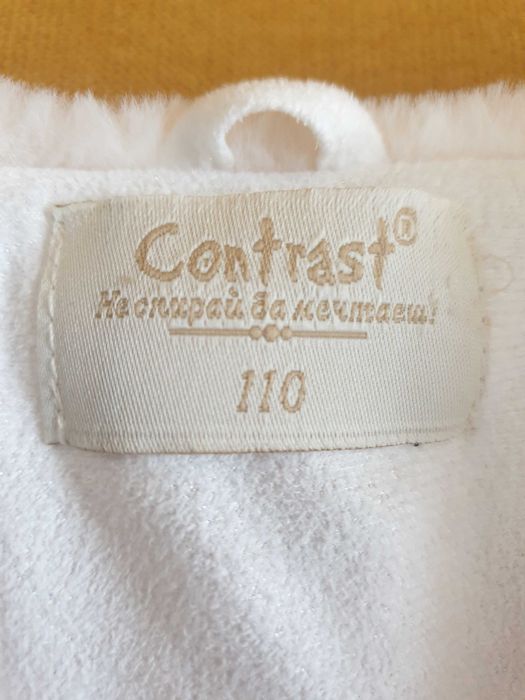 Contrast®
Не спирай да мечтаеш!
110